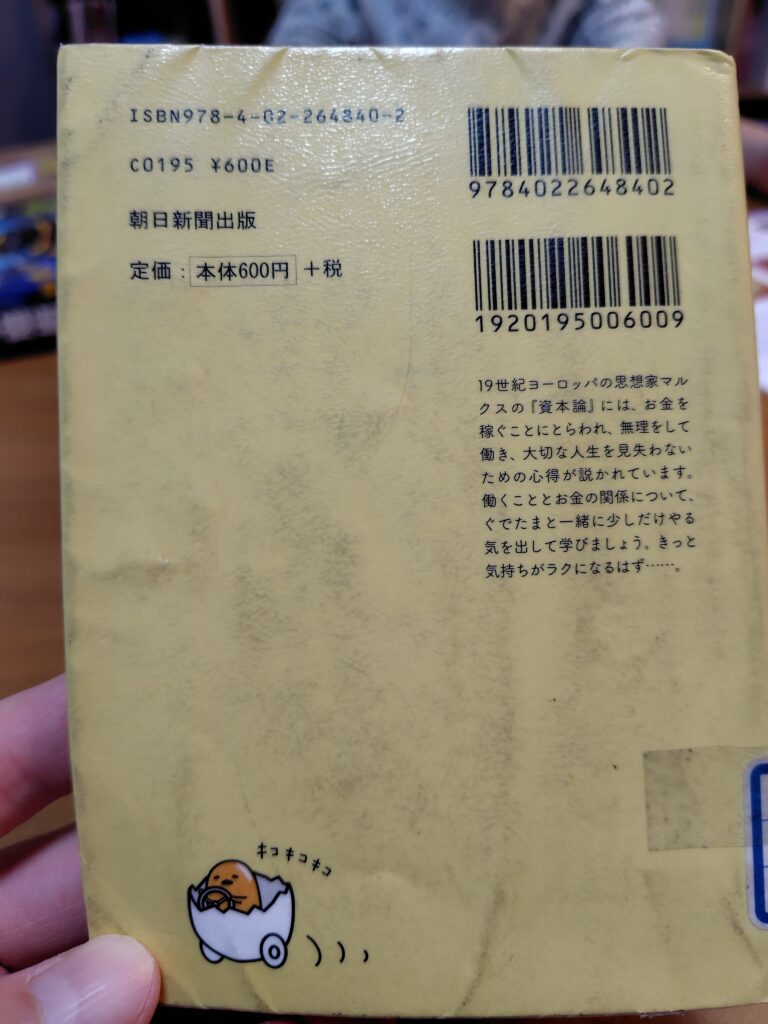 ISBN978-4-02-264840-2
C0195 ¥600E
朝日新聞出版
定価：本体600円＋税
9784022648402
1920195006009
19世紀ヨーロッパの思想家マル
クスの『資本論』には、お金を
稼ぐことにとらわれ、無理をして
働き、大切な人生を見失わない
ための心得が説かれています。
働くこととお金の関係について、
ぐでたまと一緒に少しだけやる
気を出して学びましょう。きっと
気持ちがラクになるはず……。
キコキコキコ